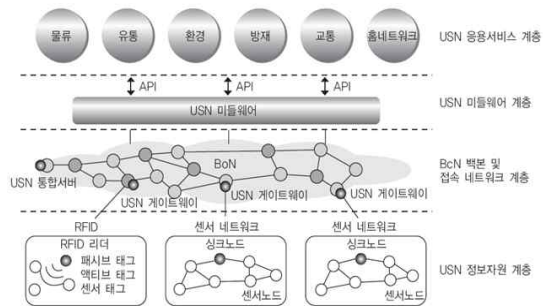 물류 유통 환경 방재 교통 홈네트워크 USN 응용서비스 계층
API API API
USN 미들웨어 USN 미들웨어 계층
BoN
BcN 백본 및
접속 네트워크 계층
USN 통합서버
USN 게이트웨이 USN 게이트웨이 USN 게이트웨이
RFID 센서 네트워크 센서 네트워크
RFID 리더 싱크노드 싱크노드
패시브 태그
액티브 태그
센서 태그
센서노드 센서노드
USN 정보자원 계층